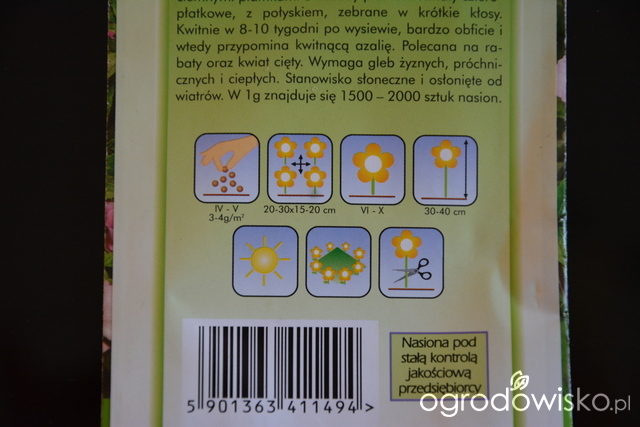 płatkowe, z połyskiem, zebrane w krótkie kłosy.
Kwitnie w 8-10 tygodni po wysiewie, bardzo obficie i
wtedy przypomina kwitnącą azalię. Polecana na ra-
baty oraz kwiat cięty. Wymaga gleb żyznych, próchni-
cznych i ciepłych. Stanowisko słoneczne i osłonięte od
wiatrów. W 1g znajduje się 1500 – 2000 sztuk nasion.
IV - V
3-4g/m²
20-30x15-20 cm
VI - X
30-40 cm
5 901363 411494 >
Nasiona pod
stałą kontrolą
jakościową
przedsiębiorcy
ogrodowisko.pl